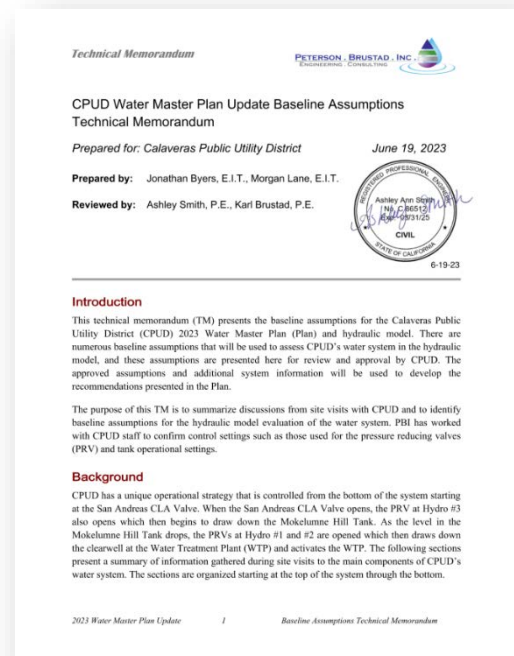 Technical Memorandum
PETERSON . BRUSTAD . INC .
ENGINEERING . CONSULTING
CPUD Water Master Plan Update Baseline Assumptions
Technical Memorandum
Prepared for: Calaveras Public Utility District
June 19, 2023
Prepared by: Jonathan Byers, E.I.T., Morgan Lane, E.I.T.
Reviewed by: Ashley Smith, P.E., Karl Brustad, P.E.
REGISTERED PROFESSIONAL ENGINEER
Ashley Ann Smith
CIVIL
STATE OF CALIFORNIA
6-19-23
Introduction
This technical memorandum (TM) presents the baseline assumptions for the Calaveras Public
Utility District (CPUD) 2023 Water Master Plan (Plan) and hydraulic model. There are
numerous baseline assumptions that will be used to assess CPUD's water system in the hydraulic
model, and these assumptions are presented here for review and approval by CPUD. The
approved assumptions and additional system information will be used to develop the
recommendations presented in the Plan.
The purpose of this TM is to summarize discussions from site visits with CPUD and to identify
baseline assumptions for the hydraulic model evaluation of the water system. PBI has worked
with CPUD staff to confirm control settings such as those used for the pressure reducing valves
(PRV) and tank operational settings.
Background
CPUD has a unique operational strategy that is controlled from the bottom of the system starting
at the San Andreas CLA Valve. When the San Andreas CLA Valve opens, the PRV at Hydro #3
also opens which then begins to draw down the Mokelumne Hill Tank. As the level in the
Mokelumne Hill Tank drops, the PRVs at Hydro #1 and #2 are opened which then draws down
the clearwell at the Water Treatment Plant (WTP) and activates the WTP. The following sections
present a summary of information gathered during site visits to the main components of CPUD's
water system. The sections are organized starting at the top of the system through the bottom.
2023 Water Master Plan Update
1
Baseline Assumptions Technical Memorandum